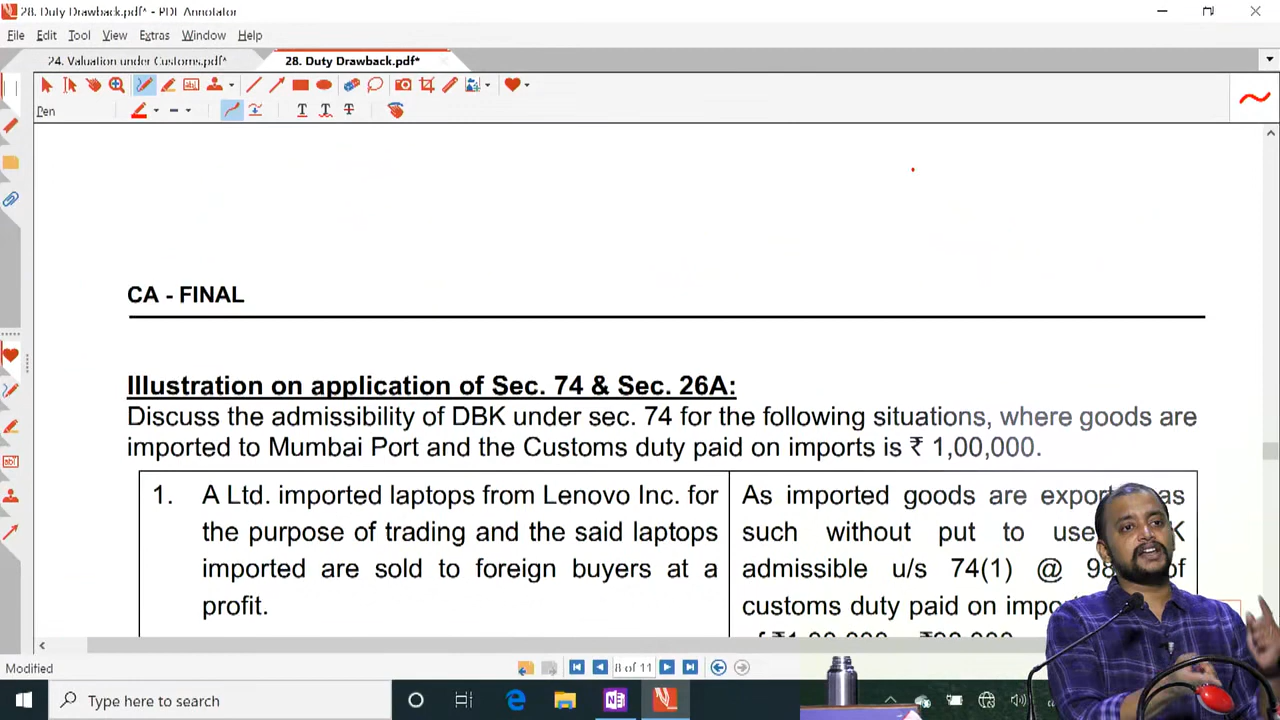 28. Duty Drawback.pdf* - PDF Annotator
File Edit Tool View Extras Window Help
24. Valuation under Customs.pdf* 28. Duty Drawback.pdf*
Pen
CA - FINAL
Illustration on application of Sec. 74 & Sec. 26A:
Discuss the admissibility of DBK under sec. 74 for the following situations, where goods are
imported to Mumbai Port and the Customs duty paid on imports is ₹ 1,00,000.
1. A Ltd. imported laptops from Lenovo Inc. for
the purpose of trading and the said laptops
imported are sold to foreign buyers at a
profit.
As imported goods are as
such without put to use
admissible u/s 74(1) @ of
customs duty paid on
Modified
8 of 11
Type here to search